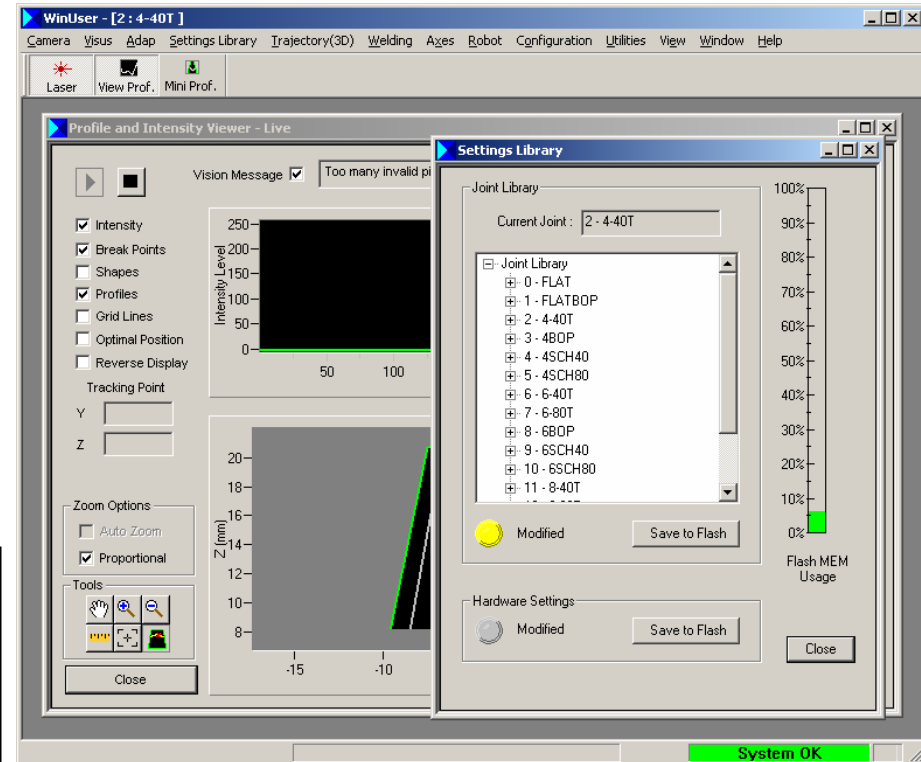 WinUser - [2 : 4-40T ]
Camera Visus Adap Settings Library Trajectory(3D) Welding Axes Robot Configuration Utilities View Window Help
Laser View Prof. Mini Prof.
Profile and Intensity Viewer - Live
Vision Message Too many invalid pi
Intensity
Break Points
Shapes
Profiles
Grid Lines
Optimal Position
Reverse Display
Tracking Point
Y
Z
Zoom Options
Auto Zoom
Proportional
Tools
Close
Intensity Level
250
200
150
100
50
0
50 100
Z (mm)
20
18
16
14
12
10
8
-15 -10
Settings Library
Joint Library
Current Joint : 2 - 4-40T
Joint Library
0 - FLAT
1 - FLATBOP
2 - 4-40T
3 - 4BOP
4 - 4SCH40
5 - 4SCH80
6 - 6-40T
7 - 6-80T
8 - 6BOP
9 - 6SCH40
10 - 6SCH80
11 - 8-40T
Modified Save to Flash
Hardware Settings
Modified Save to Flash
100%
90%
80%
70%
60%
50%
40%
30%
20%
10%
0%
Flash MEM
Usage
Close
System OK